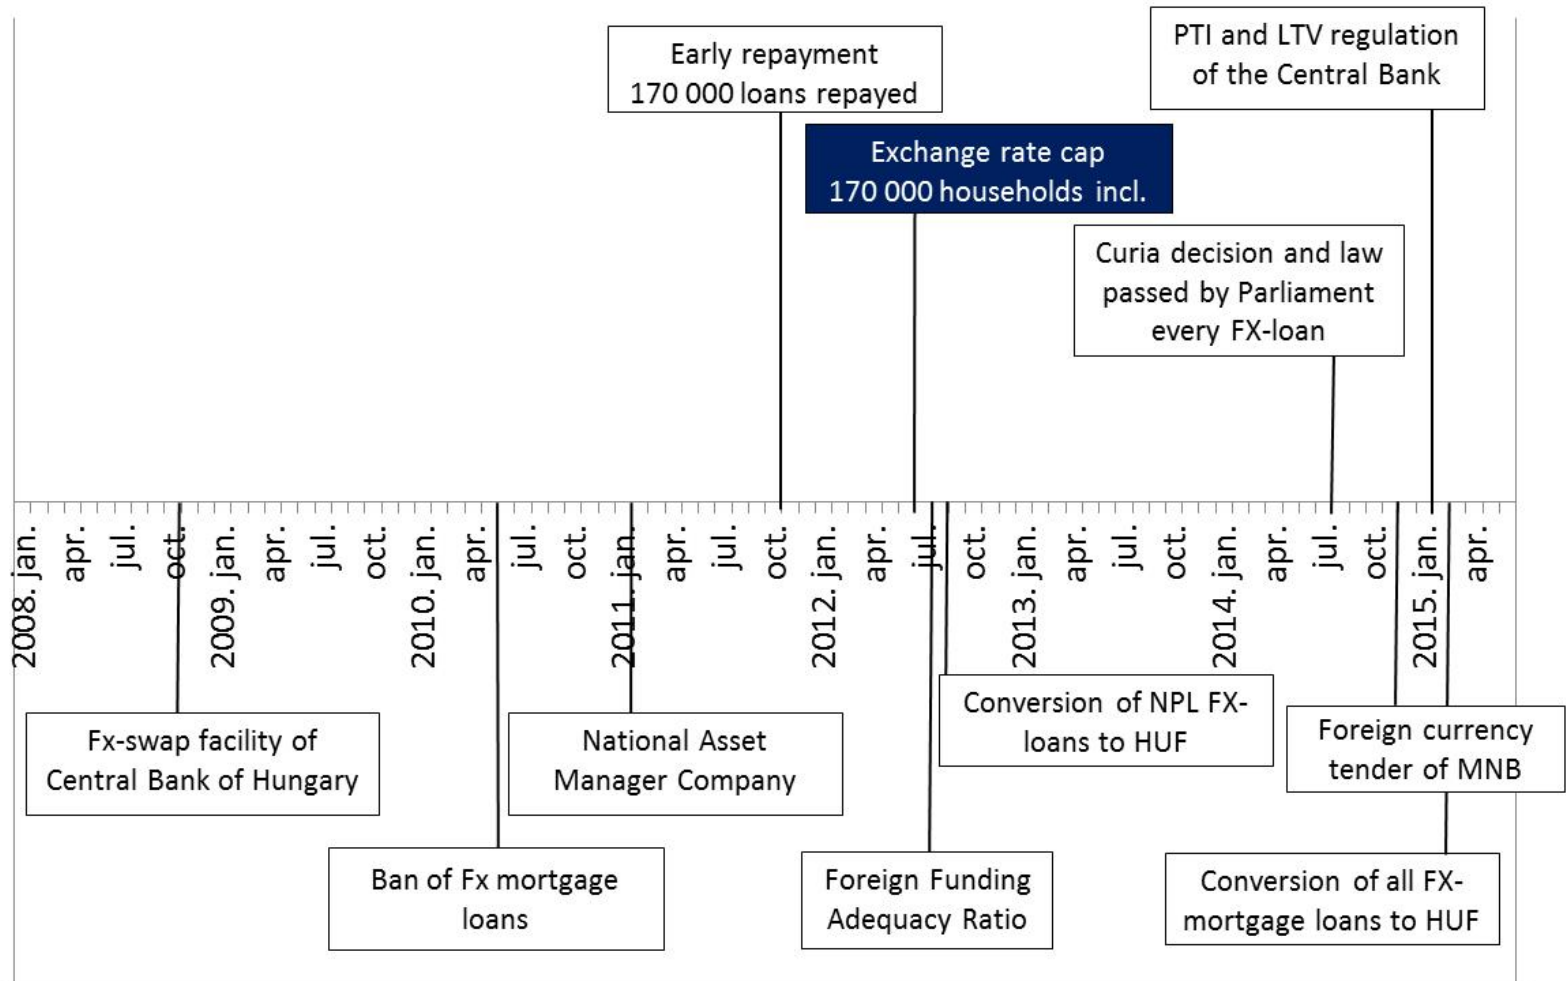 PTI and LTV regulation
of the Central Bank
Early repayment
170 000 loans repayed
Exchange rate cap
170 000 households incl.
Curia decision and law
passed by Parliament
every FX-loan
2008. jan.
apr.
jul.
oct.
2009. jan.
apr.
jul.
oct.
2010. jan.
apr.
jul.
oct.
2011. jan.
apr.
jul.
oct.
2012. jan.
apr.
jul.
oct.
2013. jan.
apr.
jul.
oct.
2014. jan.
apr.
jul.
oct.
2015. jan.
apr.
Fx-swap facility of
Central Bank of Hungary
National Asset
Manager Company
Conversion of NPL FX-
loans to HUF
Foreign currency
tender of MNB
Ban of Fx mortgage
loans
Foreign Funding
Adequacy Ratio
Conversion of all FX-
mortgage loans to HUF